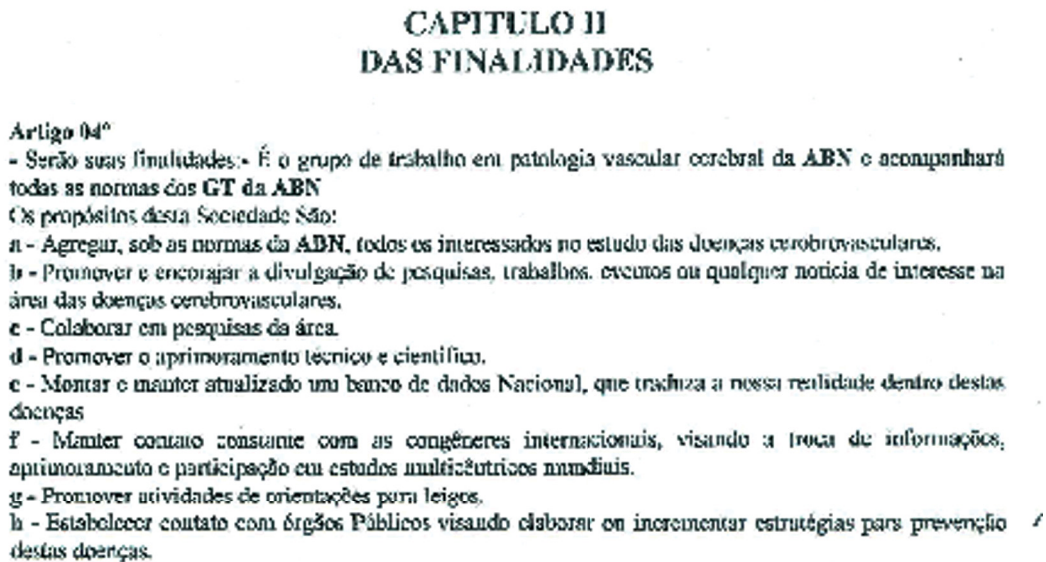 CAPITULO II
DAS FINALIDADES
Artigo 04º
- Serão suas finalidades:- É o grupo de trabalho em patologia vascular cerebral da ABN e acompanhará
todas as normas dos GT da ABN
Os propósitos desta Sociedade São:
a - Agregar, sob as normas da ABN, todos os interessados no estudo das doenças cerobrovasculares.
b - Promover e encorajar a divulgação de pesquisas, trabalhos, eventos ou qualquer noticia de interesse na
área das doenças cerebrovasculares.
c - Colaborar em pesquisas da área.
d - Promover o aprimoramento técnico e científico.
e - Montar e manter atualizado um banco de dados Nacional, que traduza a nossa realidade dentro destas
doenças
f - Manter contato constante com as congêneres internacionais, visando a troca de informações,
aprimoramento e participação em estudos multicêntricos mundiais.
g - Promover atividades de orientações para leigos.
h - Estabelecer contato com órgãos Públicos visando elaborar ou incrementar estratégias para prevenção
destas doenças.